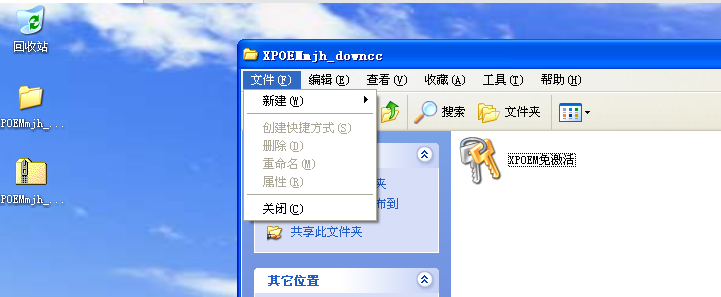 回收站
POEMmjh_...
POEMmjh_...
XPOEMmjh_downcc
文件(F) 编辑(E) 查看(V) 收藏(A) 工具(T) 帮助(H)
新建(W)
创建快捷方式(S)
删除(D)
重命名(M)
属性(R)
关闭(C)
搜索 文件夹
XPOEM免激活
夹
布到
共享此文件夹
其它位置